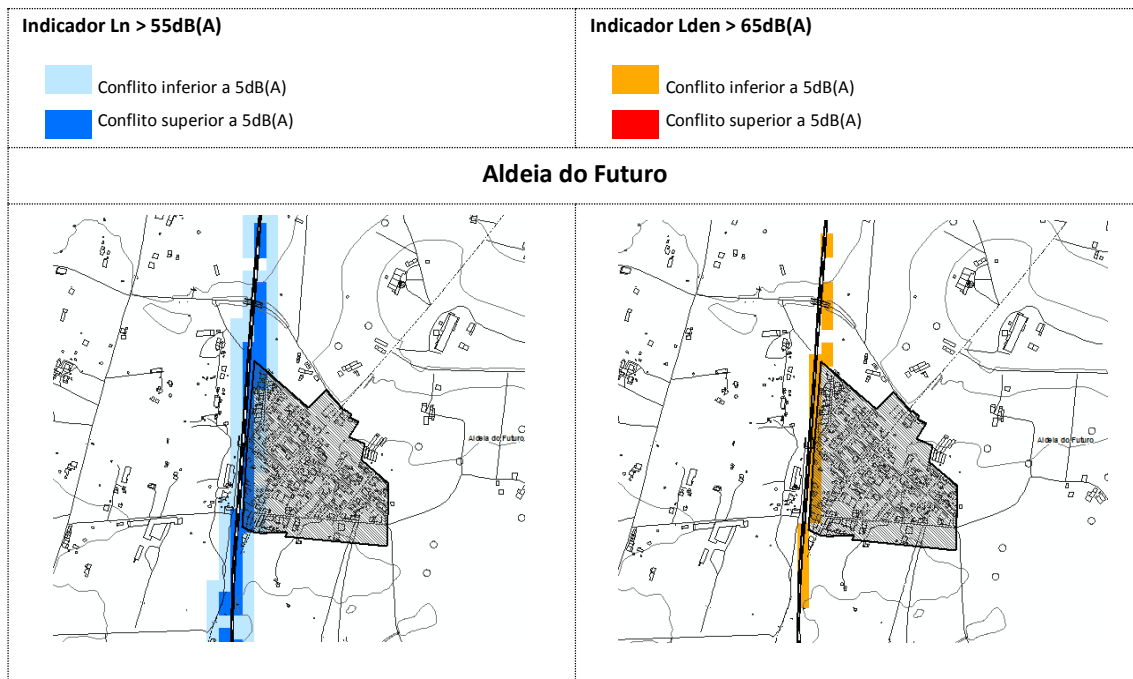 Indicador Ln > 55dB(A)
Conflito inferior a 5dB(A)
Conflito superior a 5dB(A)
Indicador Lden > 65dB(A)
Conflito inferior a 5dB(A)
Conflito superior a 5dB(A)
Aldeia do Futuro
Aldeia do Futuro
Aldeia do Futuro